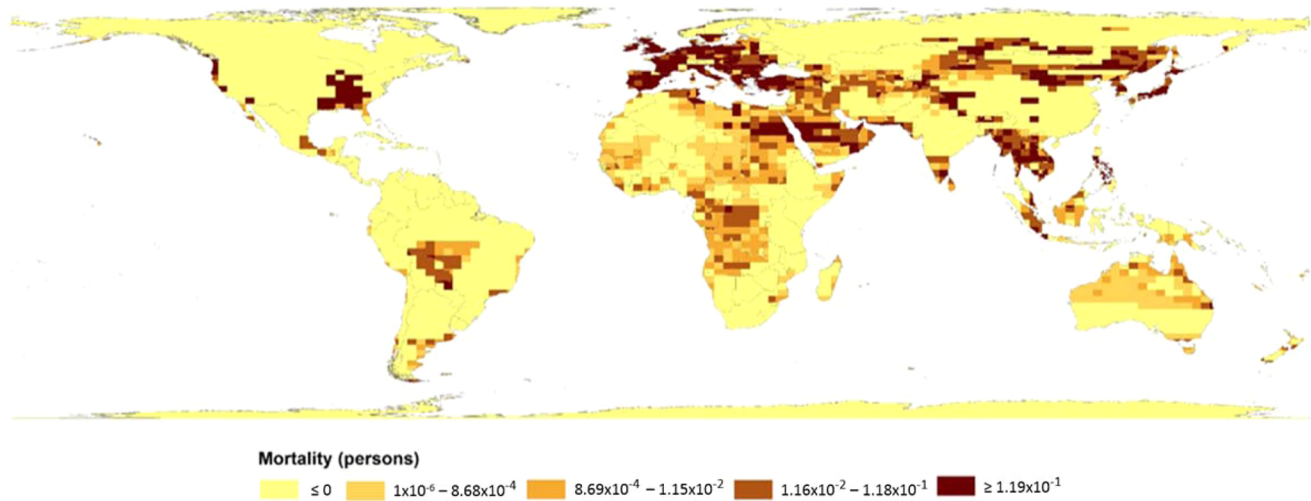 Mortality (persons)
≤ 0 1x10⁻⁶ – 8.68x10⁻⁴ 8.69x10⁻⁴ – 1.15x10⁻² 1.16x10⁻² – 1.18x10⁻¹ ≥ 1.19x10⁻¹